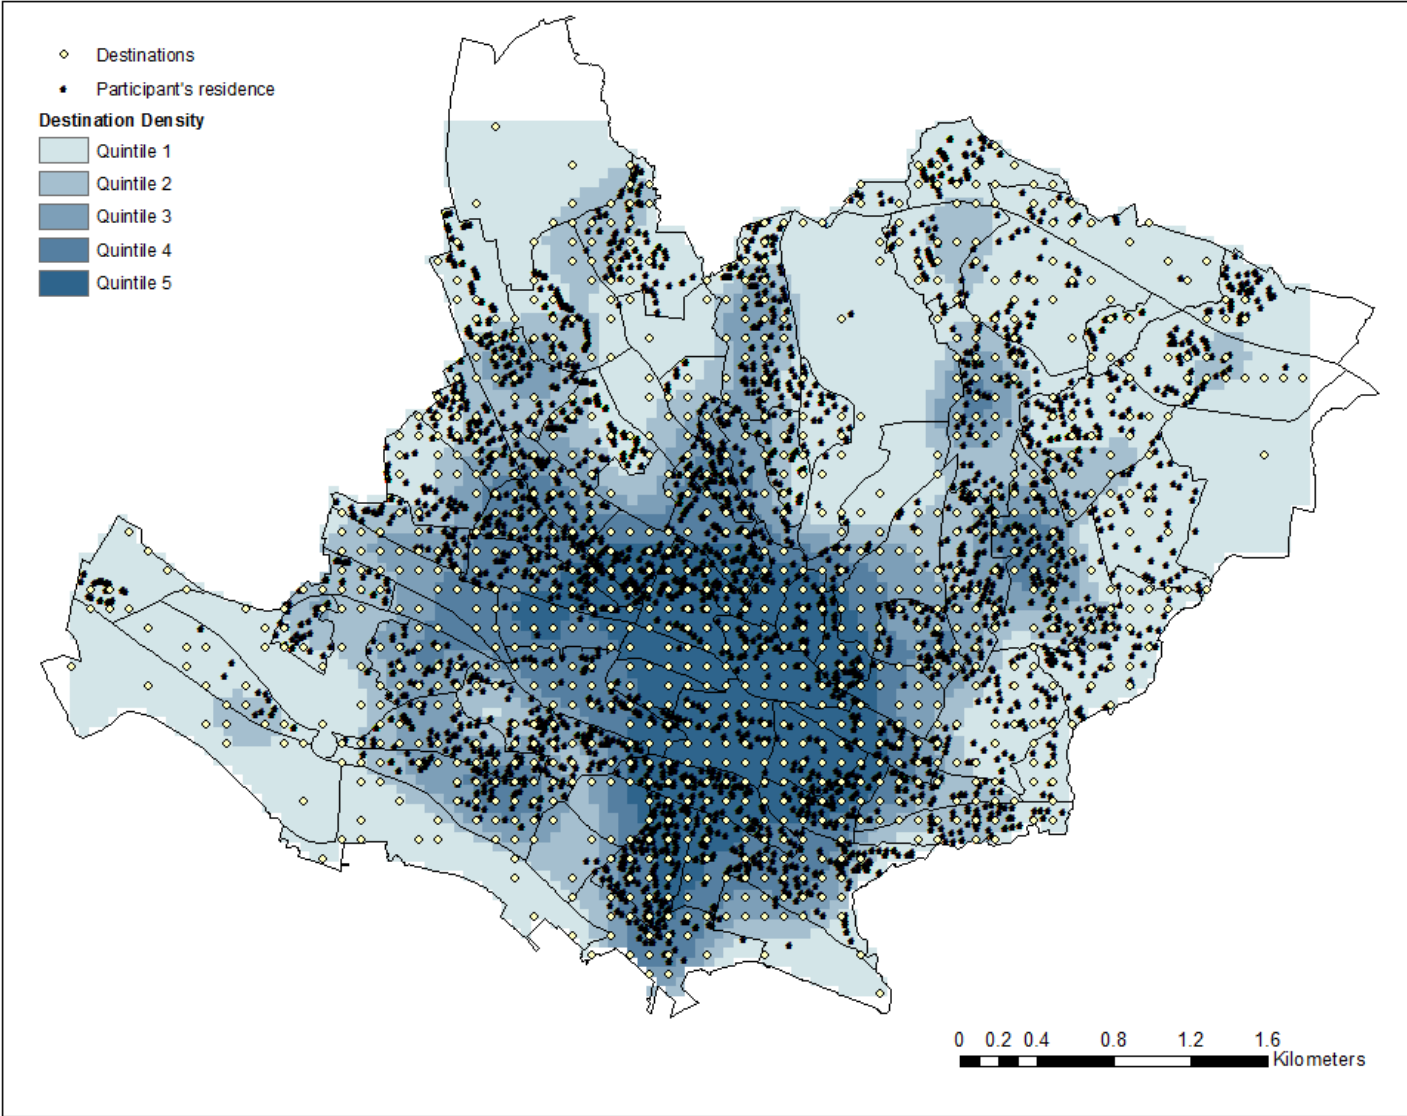 Destinations
Participant's residence
Destination Density
Quintile 1
Quintile 2
Quintile 3
Quintile 4
Quintile 5
0 0.2 0.4 0.8 1.2 1.6
Kilometers